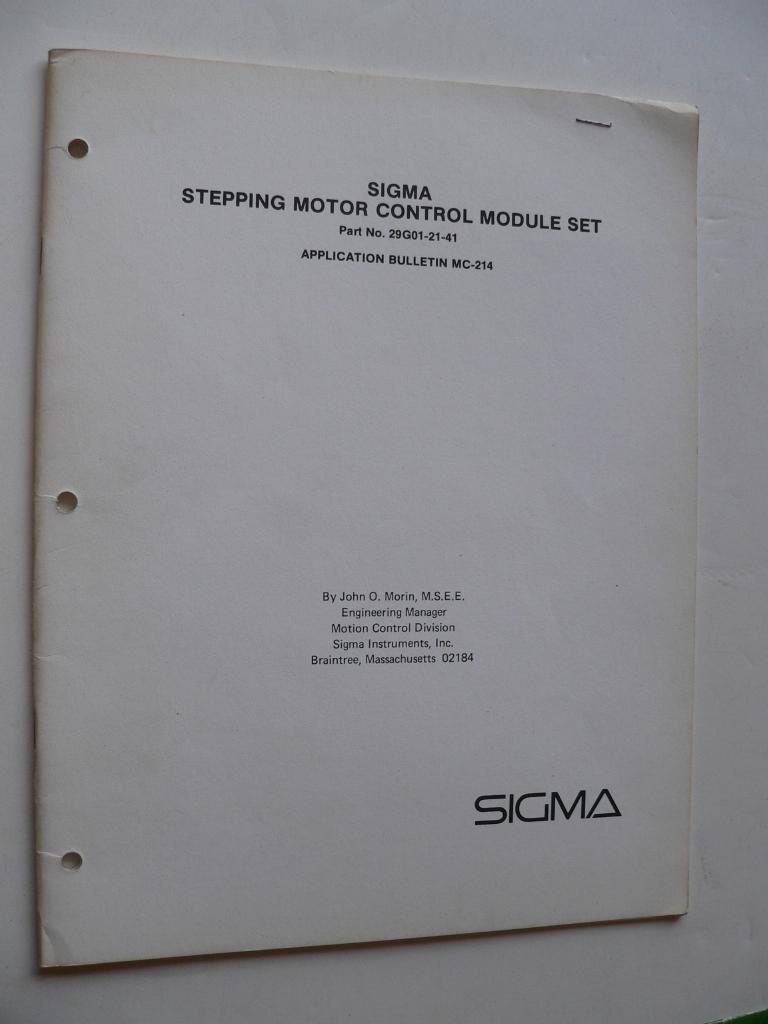 SIGMA
STEPPING MOTOR CONTROL MODULE SET
Part No. 29G01-21-41
APPLICATION BULLETIN MC-214
By John O. Morin, M.S.E.E.
Engineering Manager
Motion Control Division
Sigma Instruments, Inc.
Braintree, Massachusetts 02184
SIGMA